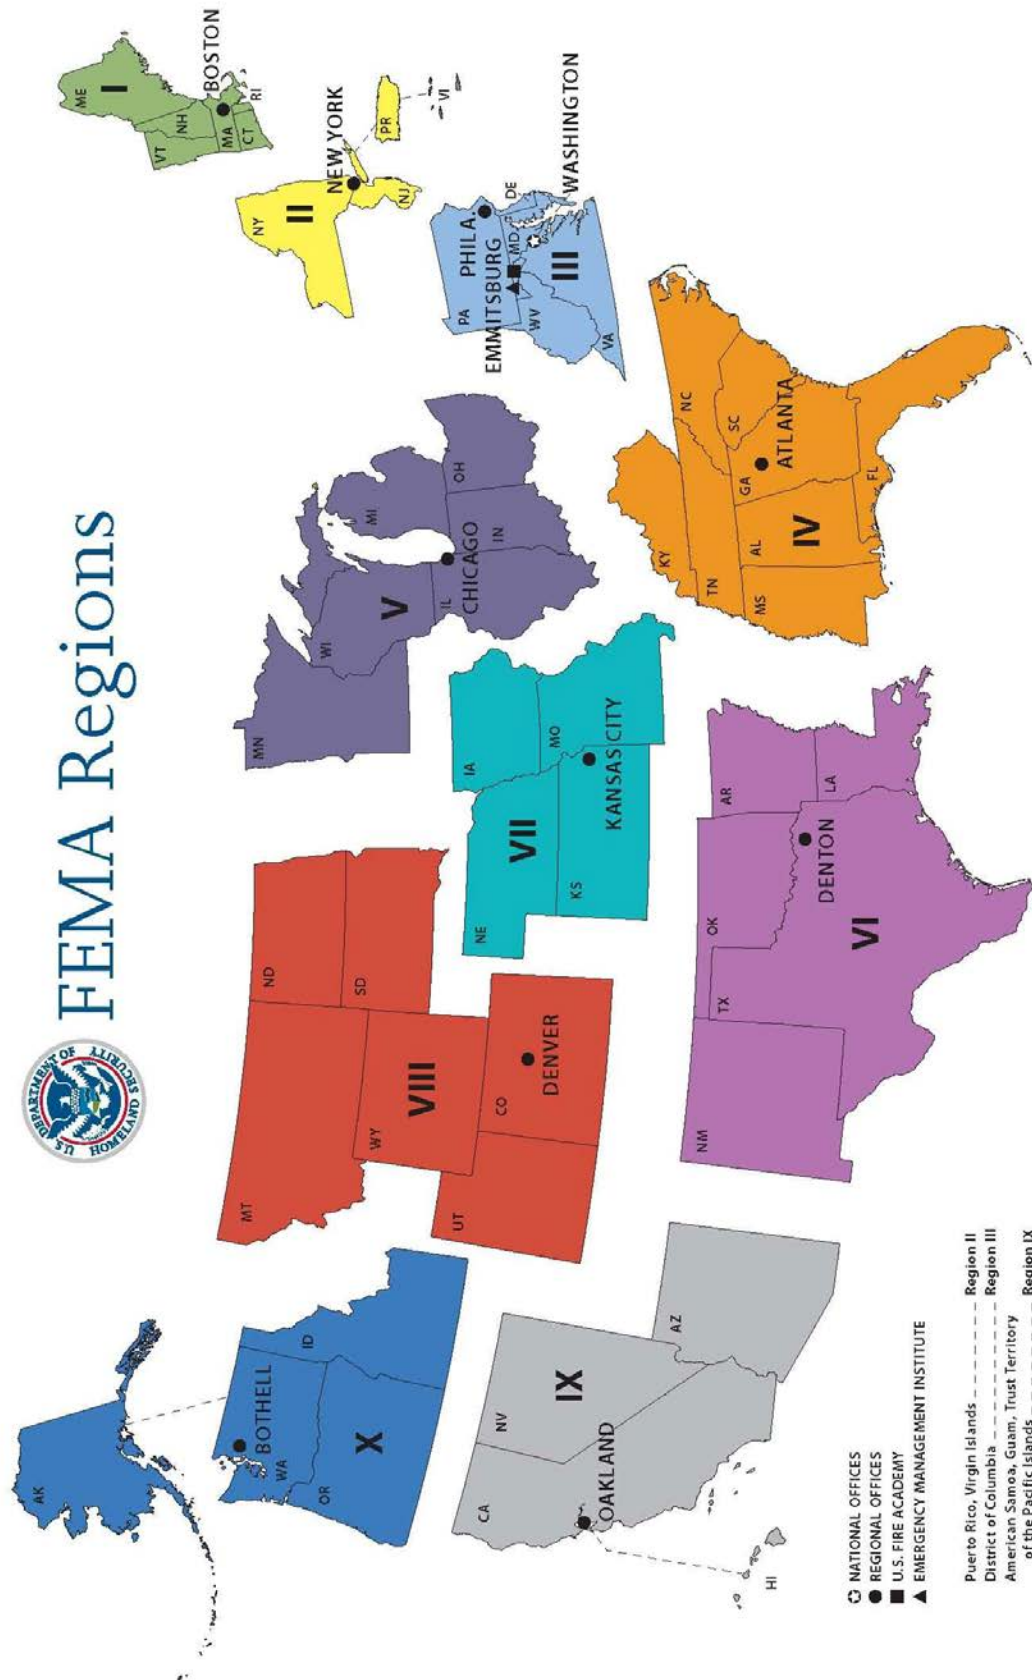 FEMA Regions
U.S. DEPARTMENT OF
HOMELAND SECURITY
AK
BOTHELL
WA
ID
OR
X
CA
NV
IX
AZ
OAKLAND
HI
MT
ND
SD
WY
VIII
UT
CO
DENVER
NE
IA
VII
KS
MO
KANSAS CITY
NM
TX
OK
AR
LA
DENTON
VI
MN
WI
MI
V
IL
CHICAGO
IN
OH
KY
TN
NC
SC
MS
AL
GA
ATLANTA
IV
FL
PA
PHILA.
EMMITSBURG
MD
DE
WV
VA
III
WASHINGTON
NY
II
NEW YORK
NJ
PR
VI
ME
I
VT
NH
MA
CT
RI
BOSTON
NATIONAL OFFICES
REGIONAL OFFICES
U.S. FIRE ACADEMY
EMERGENCY MANAGEMENT INSTITUTE
Puerto Rico, Virgin Islands Region II
District of Columbia Region III
American Samoa, Guam, Trust Territory
of the Pacific Islands Region IX